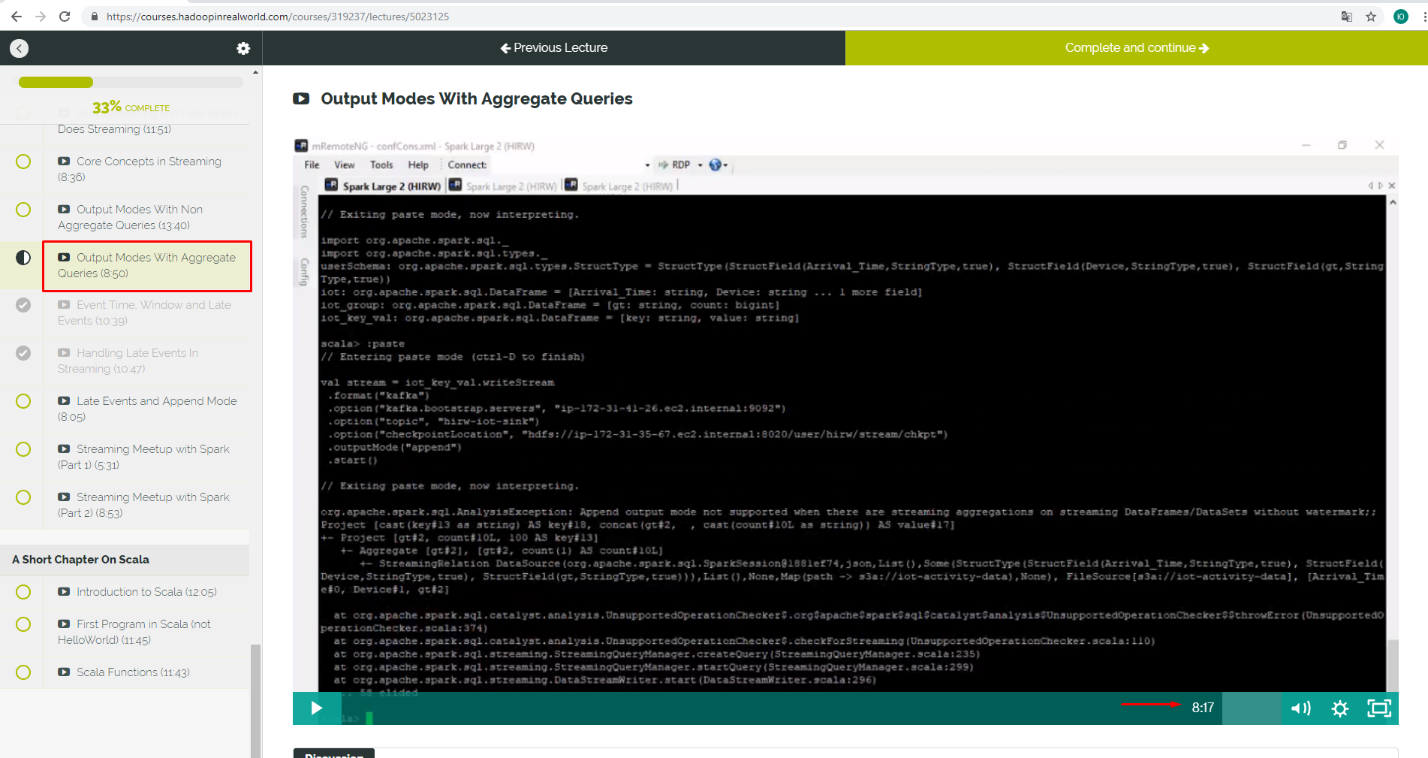 https://courses.hadoopinrealworld.com/courses/319237/lectures/5023125
Previous Lecture
Complete and continue
33% COMPLETE
Does Streaming (11:51)
Core Concepts in Streaming
(8:36)
Output Modes With Non
Aggregate Queries (13:40)
Output Modes With Aggregate
Queries (8:50)
Event Time, Window and Late
Events (10:39)
Handling Late Events In
Streaming (10:47)
Late Events and Append Mode
(8:05)
Streaming Meetup with Spark
(Part 1) (5:31)
Streaming Meetup with Spark
(Part 2) (8:53)
A Short Chapter On Scala
Introduction to Scala (12:05)
First Program in Scala (not
HelloWorld) (11:45)
Scala Functions (11:43)
Output Modes With Aggregate Queries
mRemoteNG - confCons.xml - Spark Large 2 (HIRW)
File View Tools Help Connect: RDP
Spark Large 2 (HIRW) Spark Large 2 (HIRW) Spark Large 2 (HIRW)
Connections
Config
// Exiting paste mode, now interpreting.
import org.apache.spark.sql._
import org.apache.spark.sql.types._
userSchema: org.apache.spark.sql.types.StructType = StructType(StructField(Arrival_Time,StringType,true), StructField(Device,StringType,true), StructField(gt,String
Type,true))
iot: org.apache.spark.sql.DataFrame = [Arrival_Time: string, Device: string ... 1 more field]
iot_group: org.apache.spark.sql.DataFrame = [gt: string, count: bigint]
iot_key_val: org.apache.spark.sql.DataFrame = [key: string, value: string]
scala> :paste
// Entering paste mode (ctrl-D to finish)
val stream = iot_key_val.writeStream
.format("kafka")
.option("kafka.bootstrap.servers", "ip-172-31-41-26.ec2.internal:9092")
.option("topic", "hirw-iot-sink")
.option("checkpointLocation", "hdfs://ip-172-31-35-67.ec2.internal:8020/user/hirw/stream/chkpt")
.outputMode("append")
.start()
// Exiting paste mode, now interpreting.
org.apache.spark.sql.AnalysisException: Append output mode not supported when there are streaming aggregations on streaming DataFrames/DataSets without watermark;;
Project [cast(key#13 as string) AS key#18, concat(gt#2, , cast(count#10L as string)) AS value#17]
+- Project [gt#2, count#10L, 100 AS key#13]
+- Aggregate [gt#2], [gt#2, count(1) AS count#10L]
+- StreamingRelation DataSource(org.apache.spark.sql.SparkSession@1881ef74,json,List(),Some(StructType(StructField(Arrival_Time,StringType,true), StructField(
Device,StringType,true), StructField(gt,StringType,true))),List(),None,Map(path -> s3a://iot-activity-data),None), FileSource[s3a://iot-activity-data], [Arrival_Tim
e#0, Device#1, gt#2]
at org.apache.spark.sql.catalyst.analysis.UnsupportedOperationChecker$.org$apache$spark$sql$catalyst$analysis$UnsupportedOperationChecker$$throwError(UnsupportedO
perationChecker.scala:374)
at org.apache.spark.sql.catalyst.analysis.UnsupportedOperationChecker$.checkForStreaming(UnsupportedOperationChecker.scala:110)
at org.apache.spark.sql.streaming.StreamingQueryManager.createQuery(StreamingQueryManager.scala:235)
at org.apache.spark.sql.streaming.StreamingQueryManager.startQuery(StreamingQueryManager.scala:299)
at org.apache.spark.sql.streaming.DataStreamWriter.start(DataStreamWriter.scala:296)
... 58 elided
scala>
8:17
Discussion